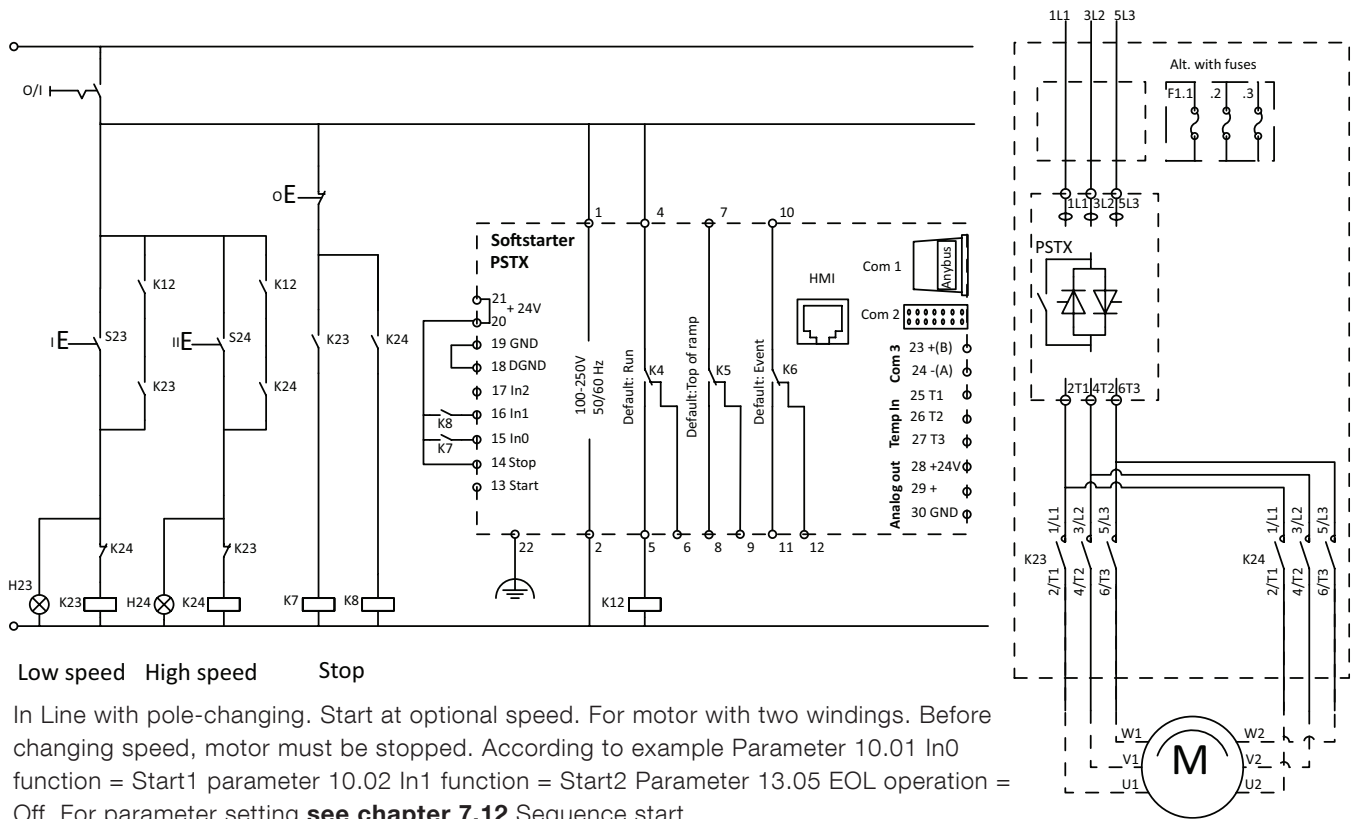 1L1 3L2 5L3
Alt. with fuses
F1.1 .2 .3
O/I
O E
1 4 7 10
1L1 3L2 5L3
Softstarter
PSTX
PSTX
Com 1
Anybus
HMI
K12 K12
21
+ 24V
20
Com 2
I E S23
II E S24
K23 K24
19 GND
18 DGND
17 In2
16 In1
K8
15 In0
K7
14 Stop
13 Start
100-250V
50/60 Hz
Default: Run
K4
Default:Top of ramp
K5
Default: Event
K6
Com 3
23 +(B)
24 -(A)
Temp In
25 T1
26 T2
27 T3
Analog out
28 +24V
29 +
30 GND
2T1 4T2 6T3
K23 K24
K24 K23
22 2 5 6 8 9 11 12
1/L1 3/L2 5/L3
K23
2/T1 4/T2 6/T3
1/L1 3/L2 5/L3
K24
2/T1 4/T2 6/T3
H23
K23 H24 K24 K7 K8 K12
Low speed High speed Stop
W1 W2
V1 M V2
U1 U2
In Line with pole-changing. Start at optional speed. For motor with two windings. Before
changing speed, motor must be stopped. According to example Parameter 10.01 In0
function = Start1 parameter 10.02 In1 function = Start2 Parameter 13.05 EOL operation =
Off. For parameter setting see chapter 7.12 Sequence start